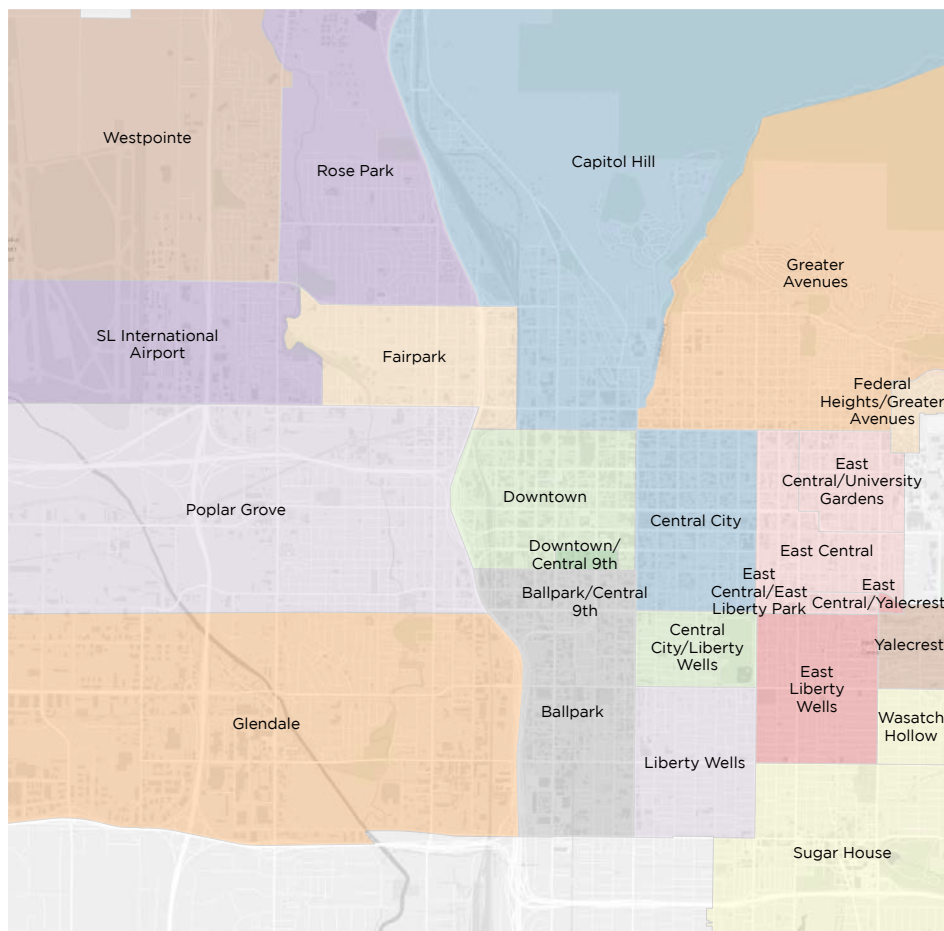 Westpointe
Rose Park
Capitol Hill
Greater
Avenues
SL International
Airport
Fairpark
Federal
Heights/Greater
Avenues
East
Central/University
Gardens
Downtown
Poplar Grove
Central City
Downtown/
Central 9th
East Central
Ballpark/Central
9th
East
Central/East
Liberty Park
East
Central/Yalecrest
Central
City/Liberty
Wells
Yalecrest
East
Liberty
Wells
Ballpark
Glendale
Wasatch
Hollow
Liberty Wells
Sugar House